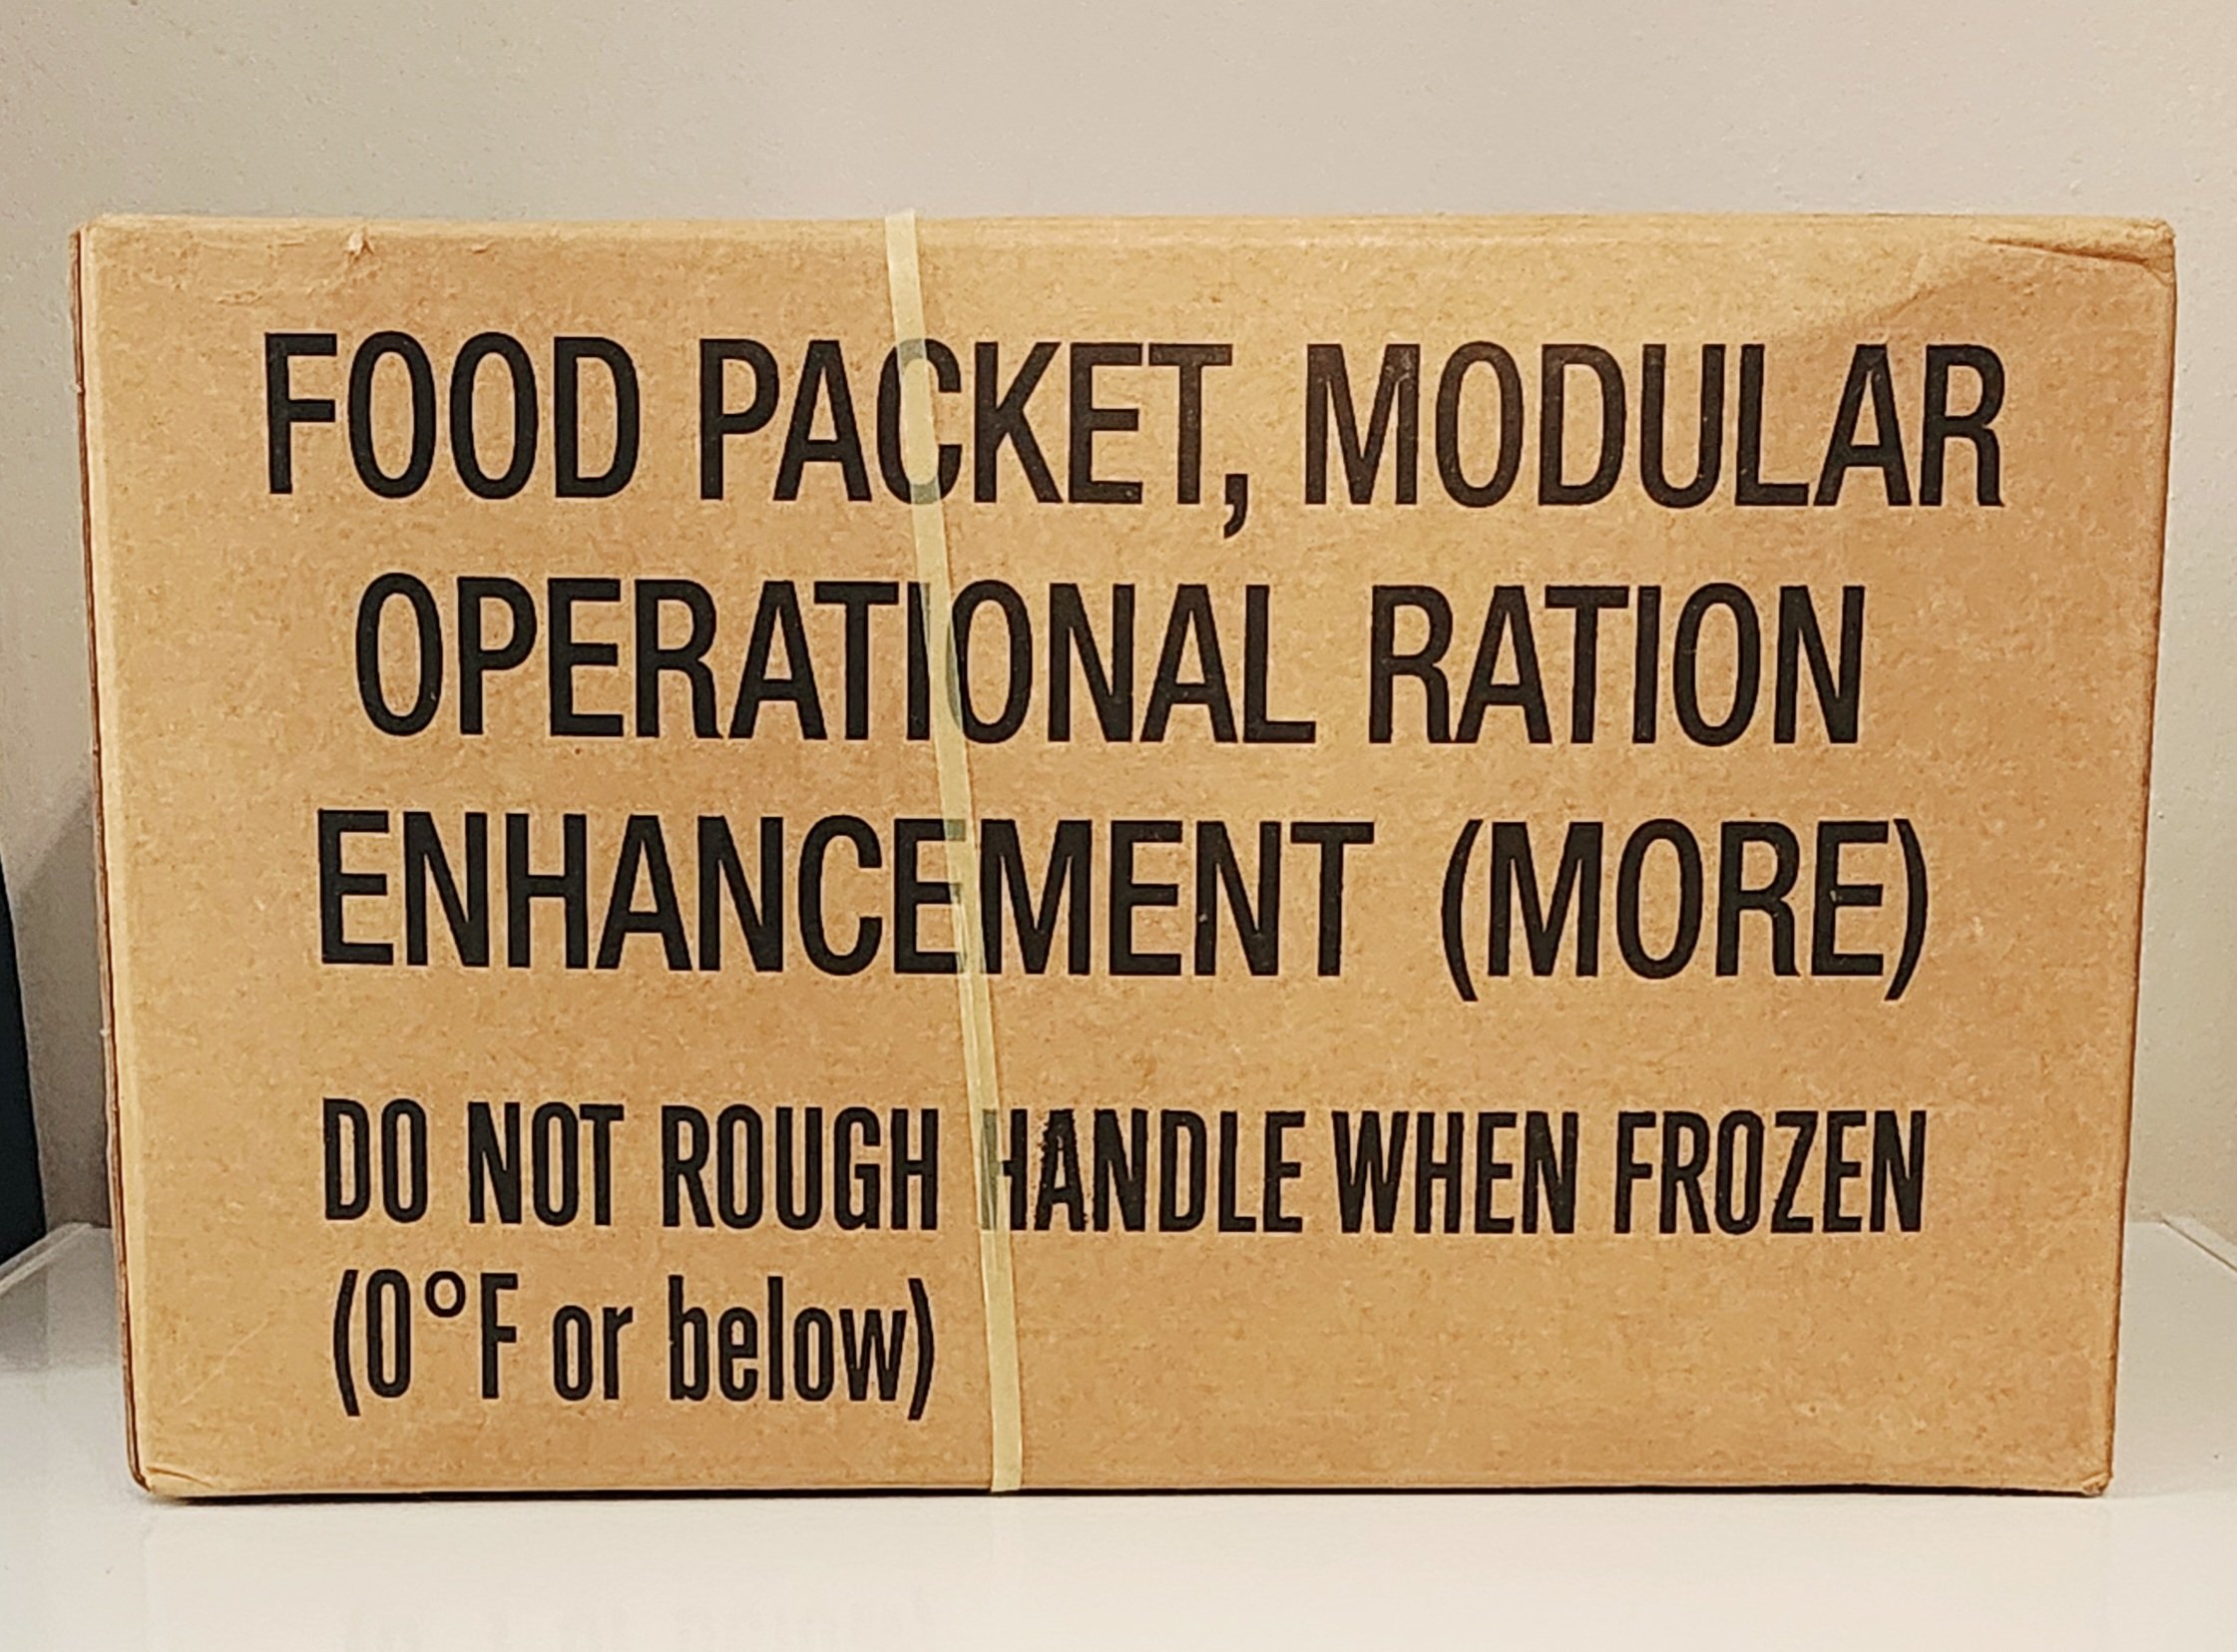 FOOD PACKET, MODULAR
OPERATIONAL RATION
ENHANCEMENT (MORE)
DO NOT ROUGH HANDLE WHEN FROZEN
(0°F or below)